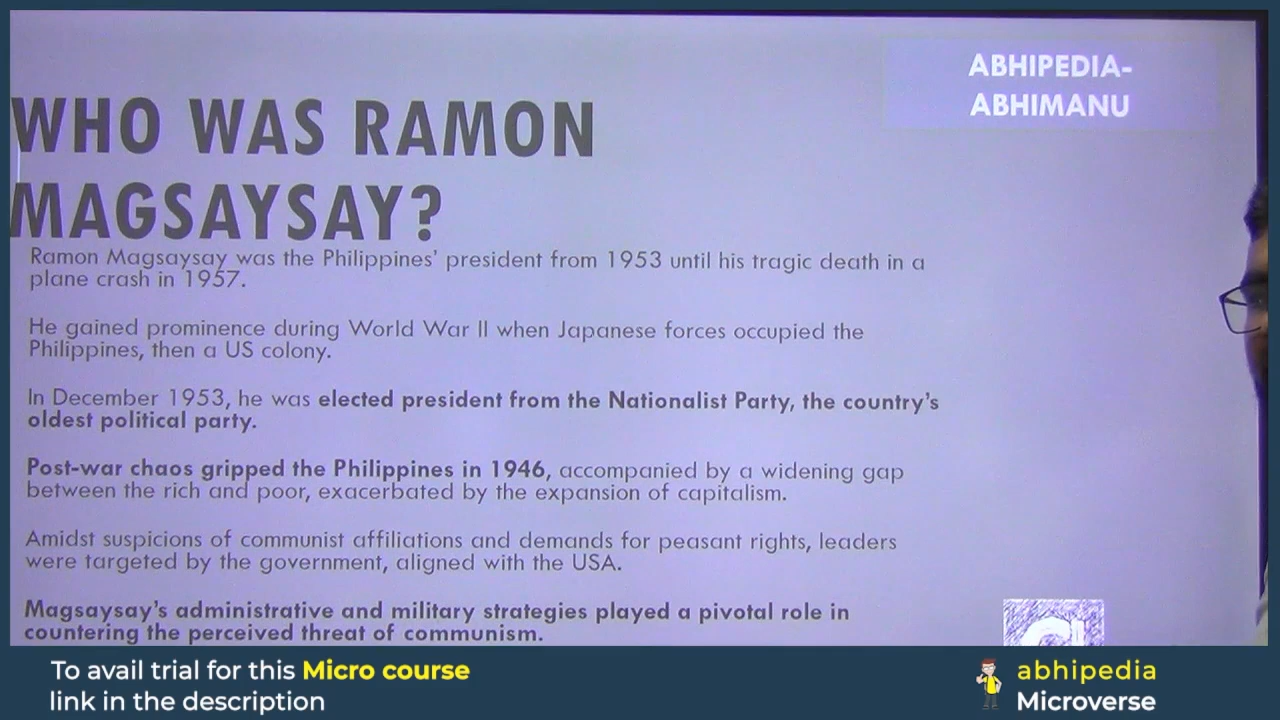 ABHIPEDIA-
ABHIMANU
WHO WAS RAMON
MAGSAYSAY?
Ramon Magsaysay was the Philippines’ president from 1953 until his tragic death in a
plane crash in 1957.
He gained prominence during World War II when Japanese forces occupied the
Philippines, then a US colony.
In December 1953, he was elected president from the Nationalist Party, the country’s
oldest political party.
Post-war chaos gripped the Philippines in 1946, accompanied by a widening gap
between the rich and poor, exacerbated by the expansion of capitalism.
Amidst suspicions of communist affiliations and demands for peasant rights, leaders
were targeted by the government, aligned with the USA.
Magsaysay’s administrative and military strategies played a pivotal role in
countering the perceived threat of communism.
To avail trial for this Micro course
link in the description
abhipedia
Microverse